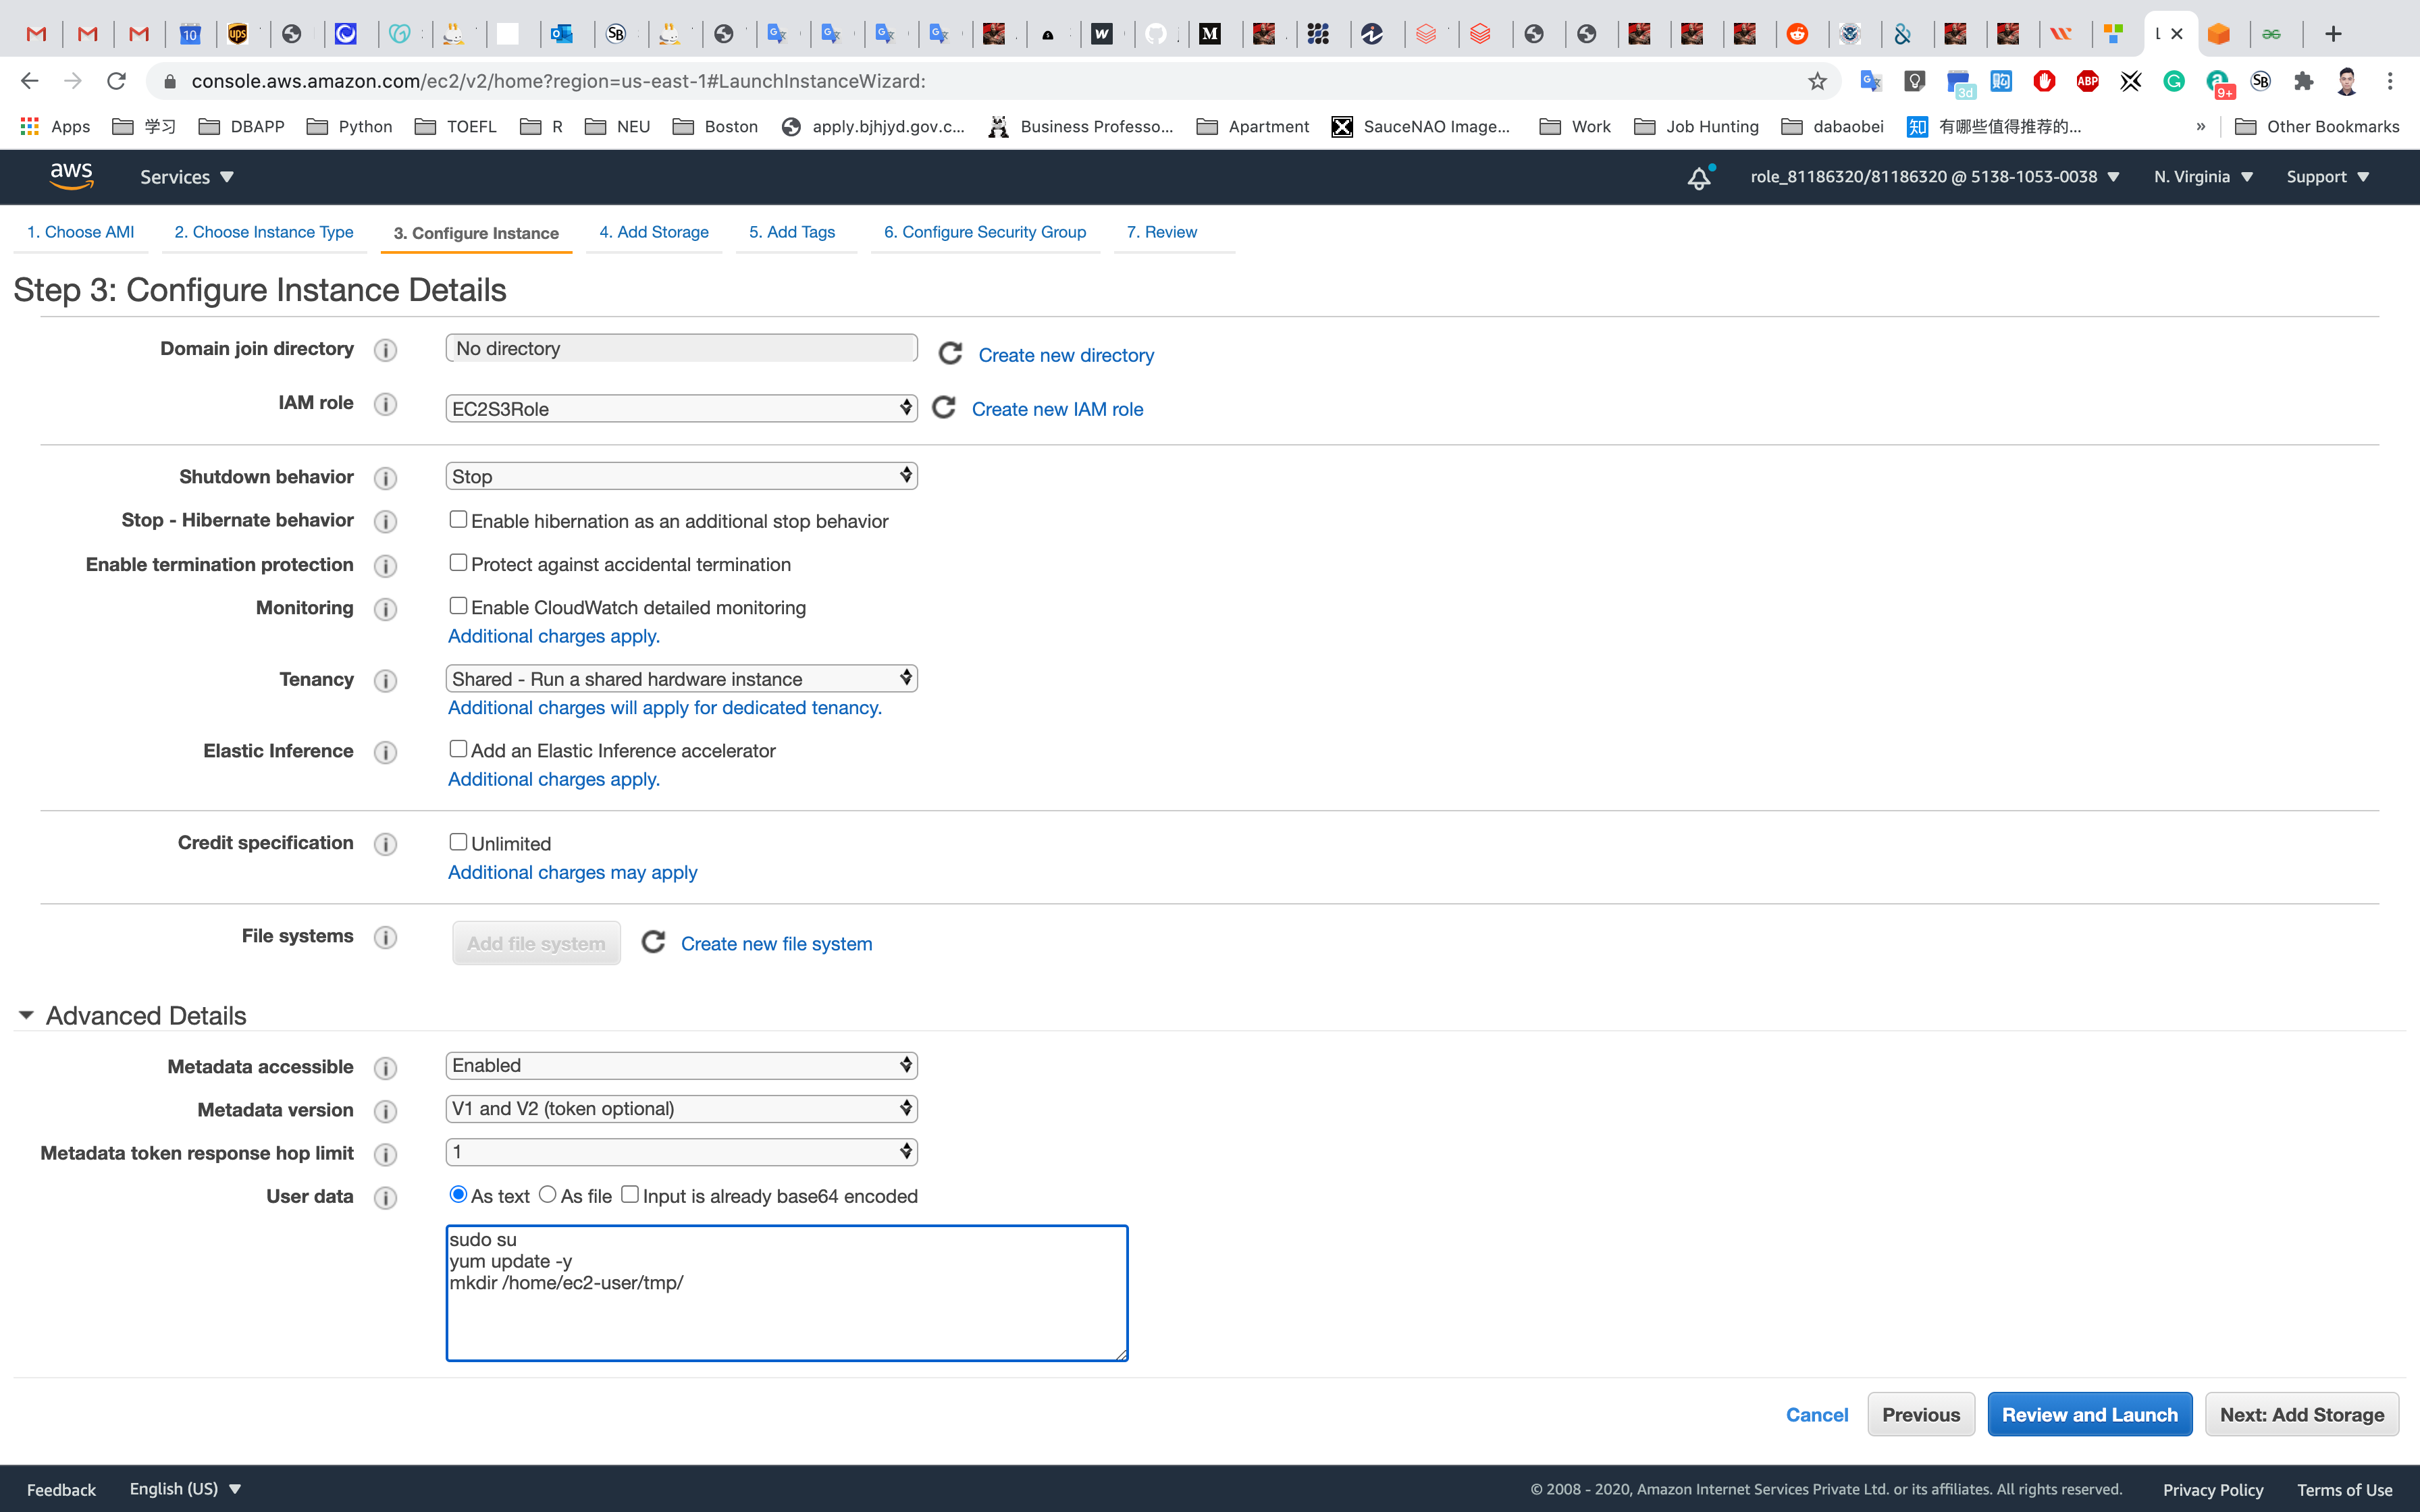 console.aws.amazon.com/ec2/v2/home?region=us-east-1#LaunchInstanceWizard:
Apps 学习 DBAPP Python TOEFL R NEU Boston apply.bjhjyd.gov.c... Business Professo... Apartment SauceNAO Image... Work Job Hunting dabaobei 有哪些值得推荐的... » Other Bookmarks
aws Services role_81186320/81186320 @ 5138-1053-0038 N. Virginia Support
1. Choose AMI 2. Choose Instance Type 3. Configure Instance 4. Add Storage 5. Add Tags 6. Configure Security Group 7. Review
Step 3: Configure Instance Details
Domain join directory No directory Create new directory
IAM role EC2S3Role Create new IAM role
Shutdown behavior Stop
Stop - Hibernate behavior Enable hibernation as an additional stop behavior
Enable termination protection Protect against accidental termination
Monitoring Enable CloudWatch detailed monitoring
Additional charges apply.
Tenancy Shared - Run a shared hardware instance
Additional charges will apply for dedicated tenancy.
Elastic Inference Add an Elastic Inference accelerator
Additional charges apply.
Credit specification Unlimited
Additional charges may apply
File systems Add file system Create new file system
Advanced Details
Metadata accessible Enabled
Metadata version V1 and V2 (token optional)
Metadata token response hop limit 1
User data As text As file Input is already base64 encoded
sudo su
yum update -y
mkdir /home/ec2-user/tmp/
Cancel Previous Review and Launch Next: Add Storage
Feedback English (US) © 2008 - 2020, Amazon Internet Services Private Ltd. or its affiliates. All rights reserved. Privacy Policy Terms of Use